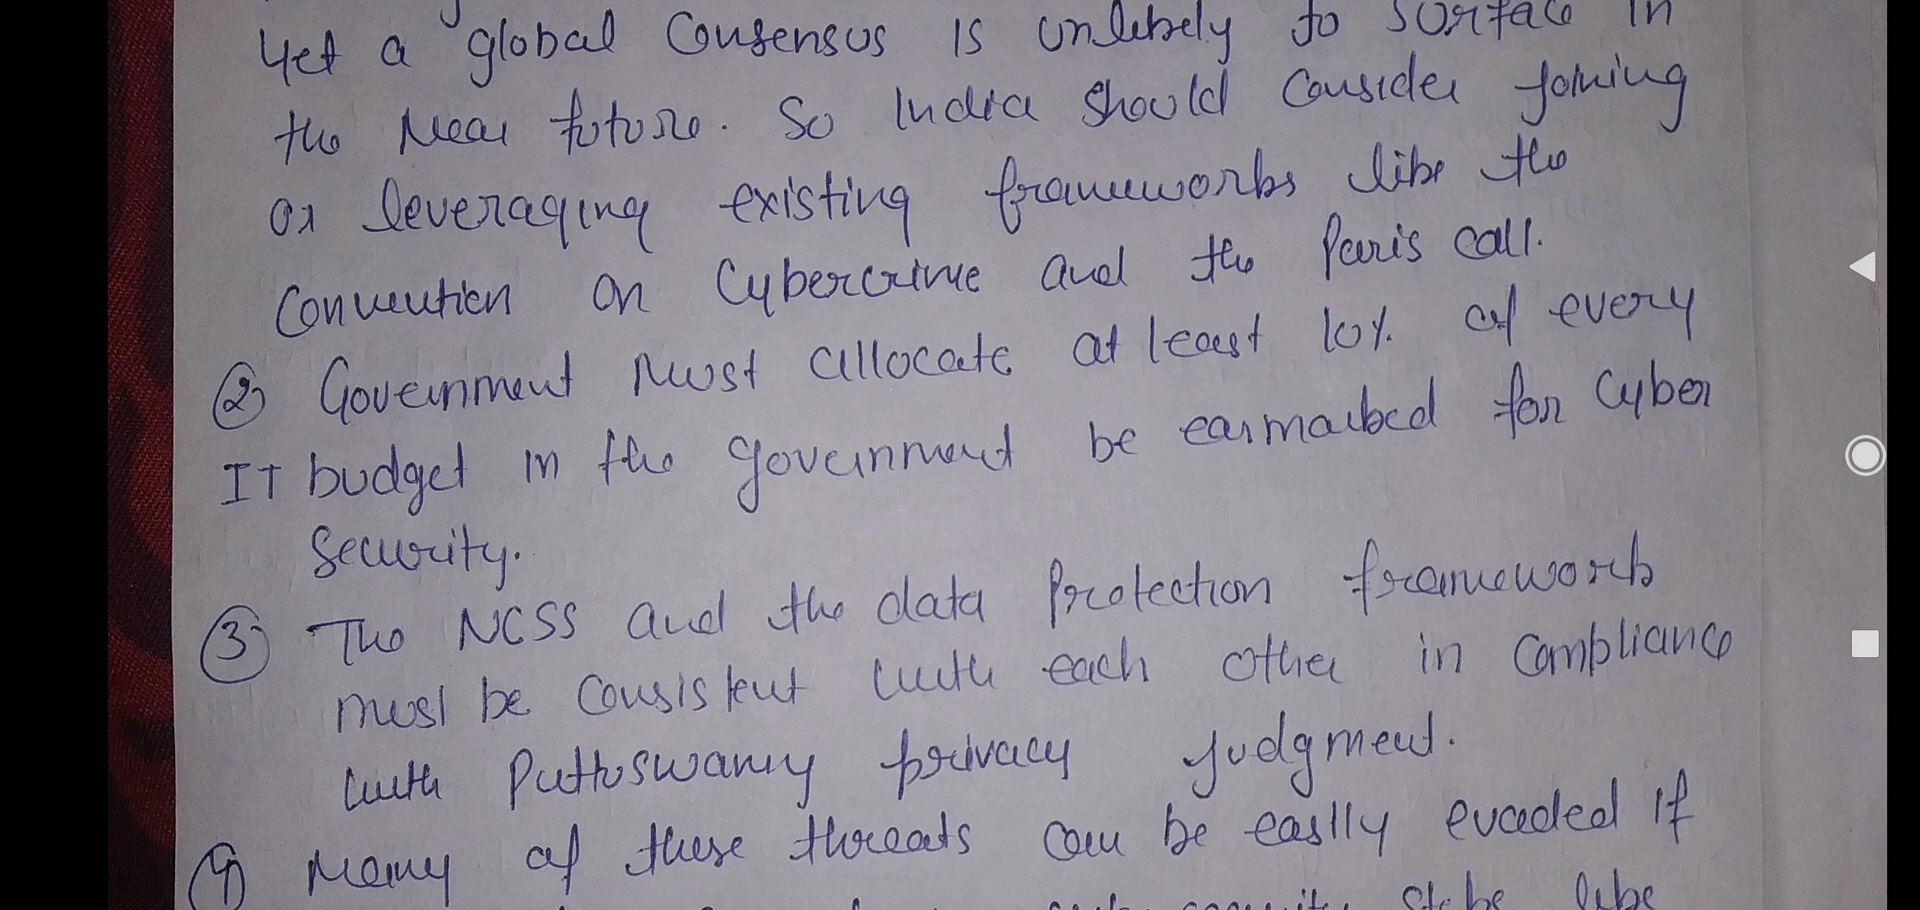 Yet a global consensus is unlikely to surface in
the near future. So India should consider joining
or leveraging existing frameworks like the
Convention on Cybercrime and the Paris call.
② Government must allocate at least 10% of every
IT budget in the government be earmarked for cyber
security.
③ The NCSS and the data protection framework
must be consistent with each other in compliance
with Puttuswamy privacy judgment.
④ Many of these threats can be easlly evaded if
like